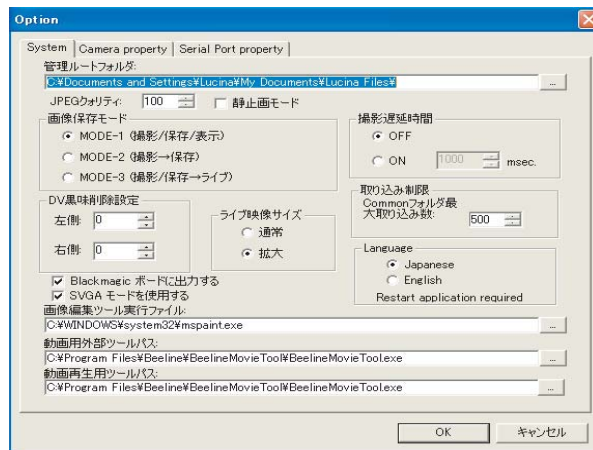 Option
System Camera property Serial Port property
管理ルートフォルダ:
C:¥Documents and Settings¥Lucina¥My Documents¥Lucina Files¥
...
JPEGクォリティ: 100 静止画モード
画像保存モード
MODE-1 (撮影/保存/表示)
MODE-2 (撮影→保存)
MODE-3 (撮影/保存→ライブ)
撮影遅延時間
OFF
ON 1000 msec.
DV黒味削除設定
左側: 0
右側: 0
ライブ映像サイズ
通常
拡大
取り込み制限
Commonフォルダ最
大取り込み数: 500
Language
Japanese
English
Restart application required
Blackmagic ボードに出力する
SVGA モードを使用する
画像編集ツール実行ファイル:
C:¥WINDOWS¥system32¥mspaint.exe
...
動画用外部ツールパス:
C:¥Program Files¥Beeline¥BeelineMovieTool¥BeelineMovieTool.exe
...
動画再生用ツールパス:
C:¥Program Files¥Beeline¥BeelineMovieTool¥BeelineMovieTool.exe
...
OK キャンセル